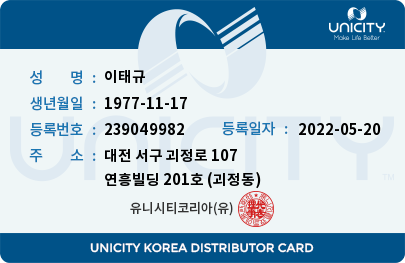 UNICITY
Make Life Better
성 명 : 이태규
생년월일 : 1977-11-17
등록번호 : 239049982 등록일자 : 2022-05-20
주 소 : 대전 서구 괴정로 107
연흥빌딩 201호 (괴정동)
UNICITY
유니시티코리아(유)
UNICITY KOREA DISTRIBUTOR CARD